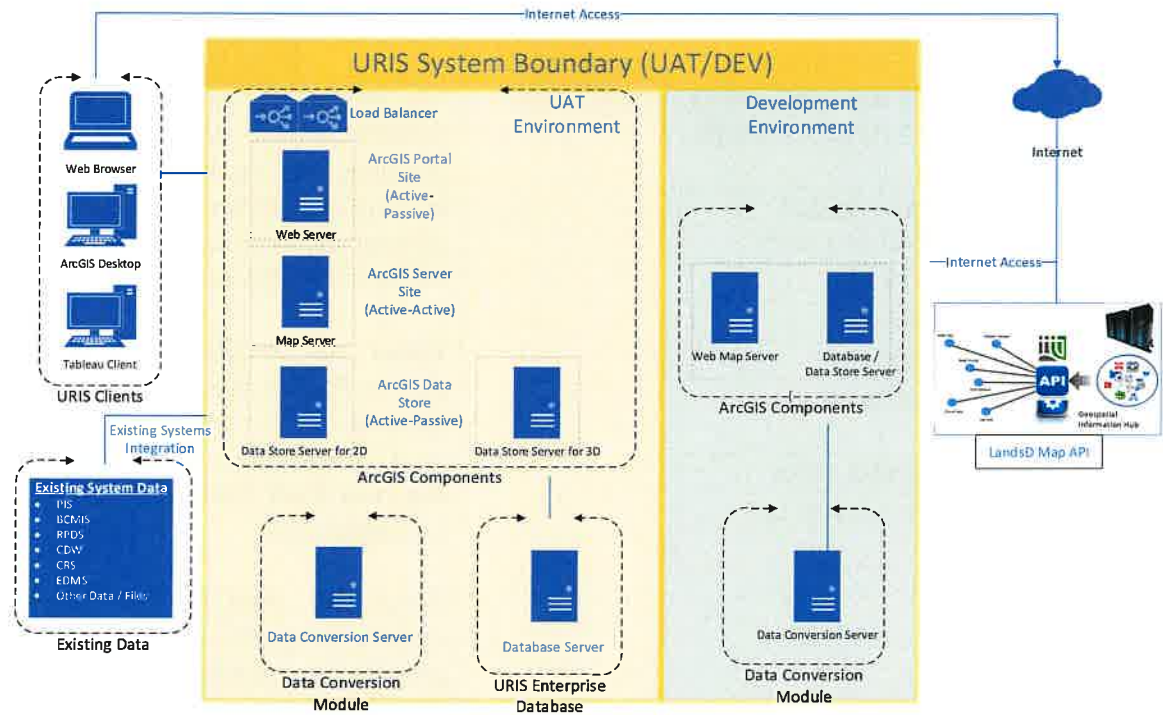 Internet Access
URIS System Boundary (UAT/DEV)
Load Balancer
UAT
Environment
Development
Environment
Web Browser
ArcGIS Desktop
Tableau Client
URIS Clients
ArcGIS Portal
Site
(Active-
Passive)
Web Server
ArcGIS Server
Site
(Active-Active)
Map Server
ArcGIS Data
Store
(Active-Passive)
Data Store Server for 2D
Data Store Server for 3D
ArcGIS Components
Web Map Server
Database /
Data Store Server
ArcGIS Components
Internet
Internet Access
API
Geospatial
Information Hub
LandsD Map API
Existing Systems
Integration
Existing System Data
• PIS
• BCMIS
• RPDS
• CDW
• CRS
• EDMS
• Other Data / Files
Existing Data
Data Conversion Server
Data Conversion
Module
Database Server
URIS Enterprise
Database
Data Conversion Server
Data Conversion
Module